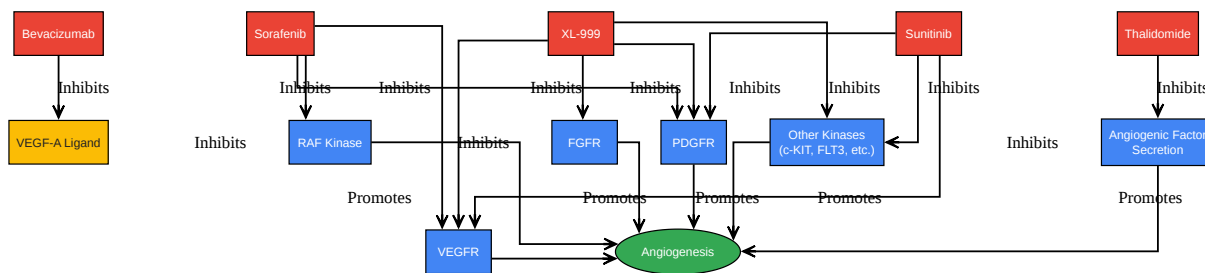 Bevacizumab
Sorafenib
XL-999
Sunitinib
Thalidomide
Inhibits
Inhibits
Inhibits
Inhibits
Inhibits
Inhibits
Inhibits
Inhibits
Inhibits
Inhibits
VEGF-A Ligand
Inhibits
RAF Kinase
Inhibits
FGFR
PDGFR
Other Kinases
(c-KIT, FLT3, etc.)
Inhibits
Angiogenic Factor
Secretion
Promotes
Promotes
Promotes
Promotes
VEGFR
Angiogenesis